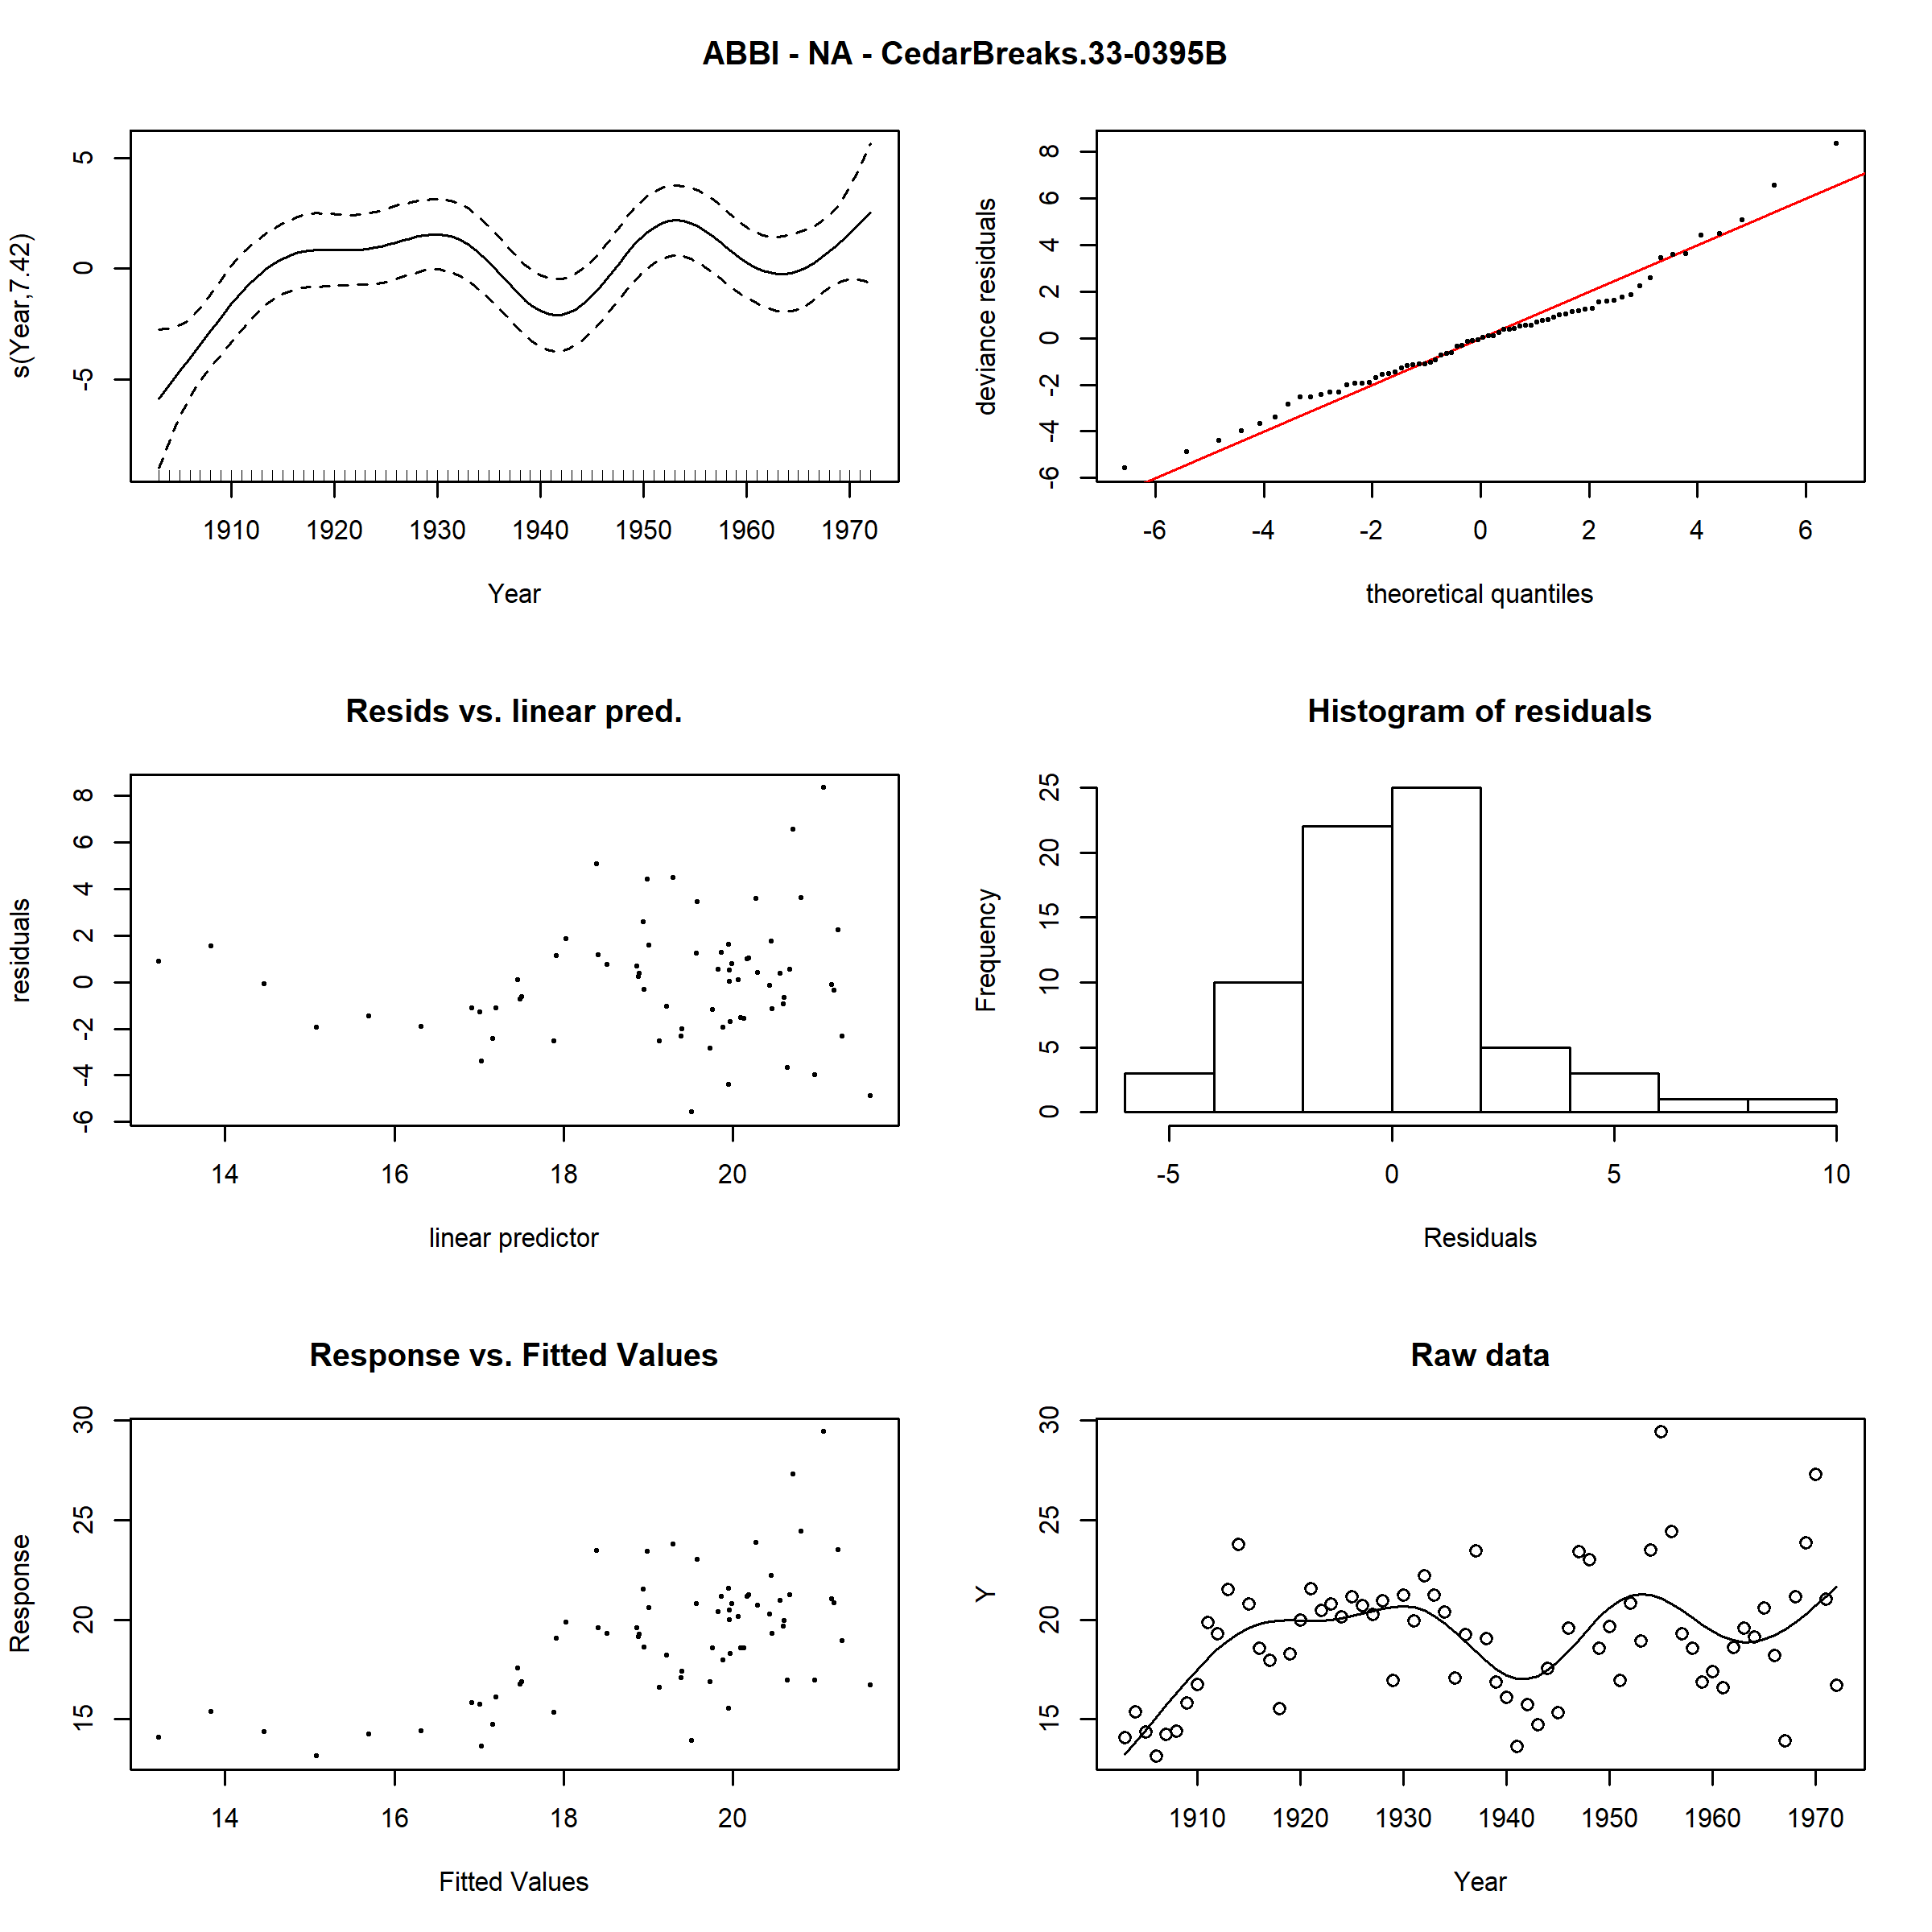 ABBI - NA - CedarBreaks.33-0395B
s(Year,7.42)
5
0
-5
1910 1920 1930 1940 1950 1960 1970
Year
deviance residuals
8
6
4
2
0
-2
-4
-6
-6 -4 -2 0 2 4 6
theoretical quantiles
Resids vs. linear pred.
residuals
8
6
4
2
0
-2
-4
-6
14 16 18 20
linear predictor
Histogram of residuals
Frequency
25
20
15
10
5
0
-5 0 5 10
Residuals
Response vs. Fitted Values
Response
30
25
20
15
14 16 18 20
Fitted Values
Raw data
Y
30
25
20
15
1910 1920 1930 1940 1950 1960 1970
Year